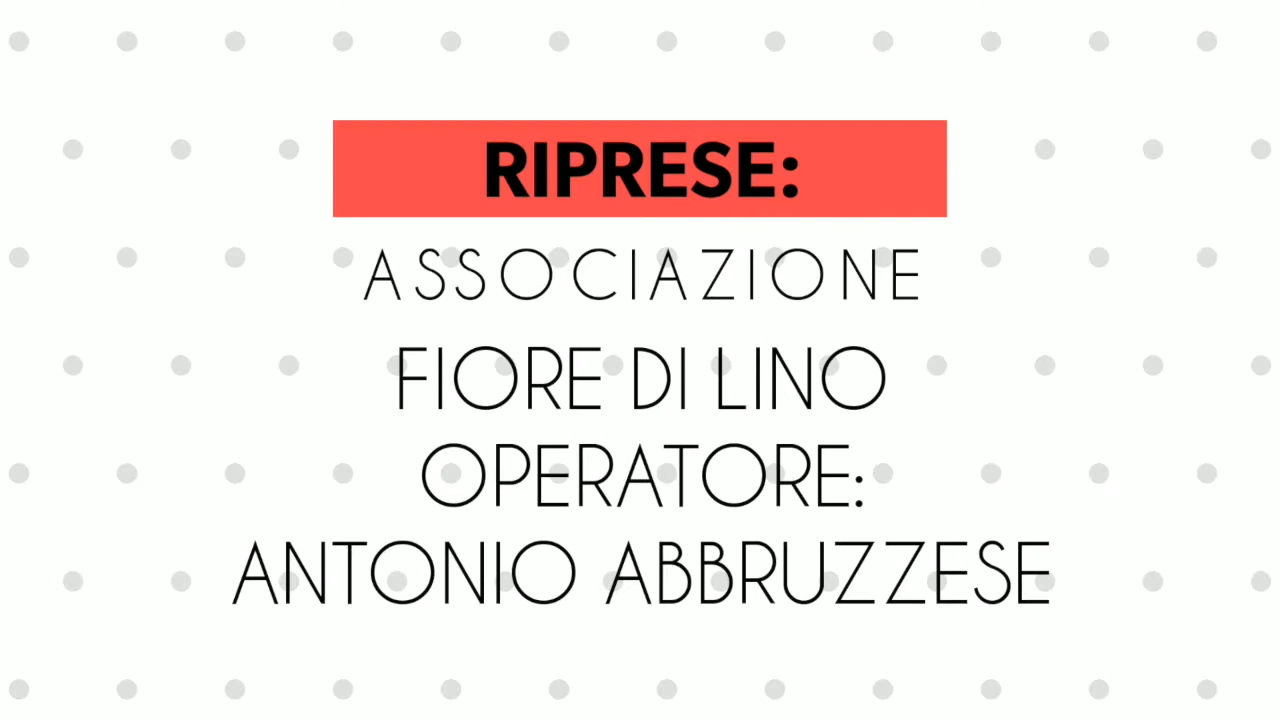 RIPRESE:
ASSOCIAZIONE
FIORE DI LINO
OPERATORE:
ANTONIO ABBRUZZESE